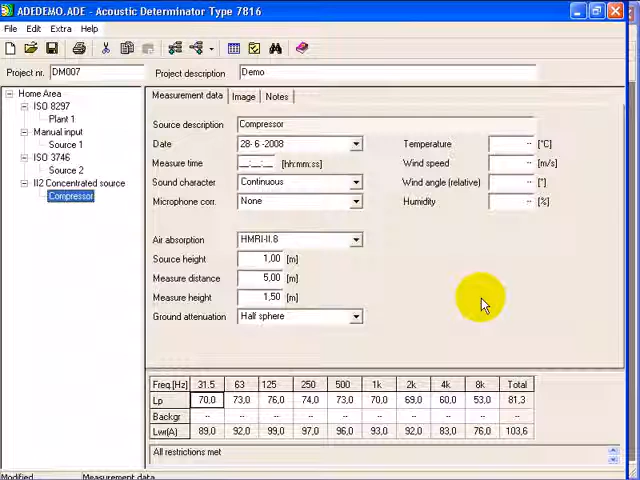 ADEDEMO.ADE - Acoustic Determinator Type 7816
File Edit Extra Help
Project nr. DM007 Project description Demo
Home Area
ISO 8297
Plant 1
Manual input
Source 1
ISO 3746
Source 2
II2 Concentrated source
Compressor
Measurement data Image Notes
Source description Compressor
Date 28- 6 -2008 Temperature -- [°C]
Measure time __:__:__ [hh:mm:ss] Wind speed -- [m/s]
Sound character Continuous Wind angle (relative) -- [°]
Microphone corr. None Humidity -- [%]
Air absorption HMRI-II.8
Source height 1,00 [m]
Measure distance 5,00 [m]
Measure height 1,50 [m]
Ground attenuation Half sphere
Freq.[Hz] 31.5 63 125 250 500 1k 2k 4k 8k Total
Lp 70,0 73,0 76,0 74,0 73,0 70,0 69,0 60,0 53,0 81,3
Backgr -- -- -- -- -- -- -- -- -- --
Lwr(A) 89,0 92,0 99,0 97,0 96,0 93,0 92,0 83,0 76,0 103,6
All restrictions met
Modified Measurement data